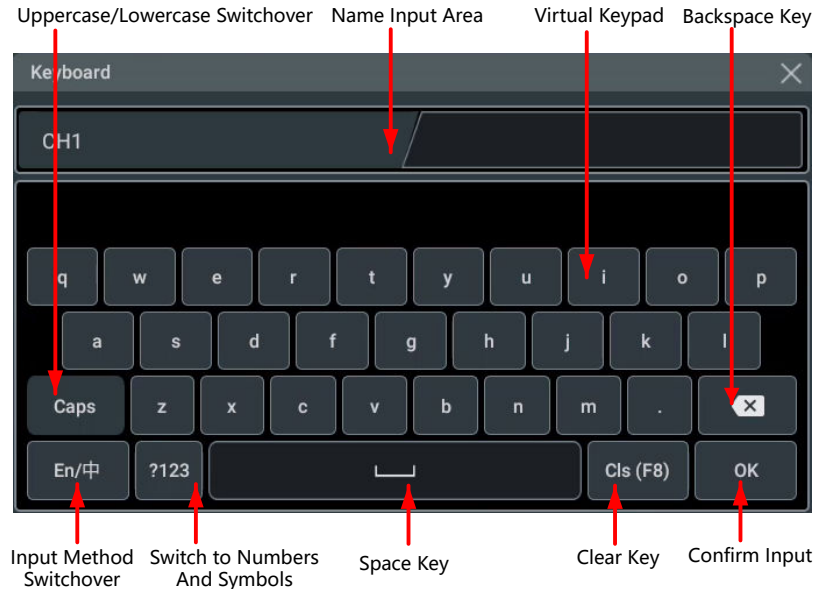 Uppercase/Lowercase Switchover Name Input Area Virtual Keypad Backspace Key
Keyboard
CH1
q w e r t y u i o p
a s d f g h j k l
Caps z x c v b n m .
En/中 ?123 Cls (F8) OK
Input Method Switchover
Switch to Numbers And Symbols
Space Key
Clear Key
Confirm Input